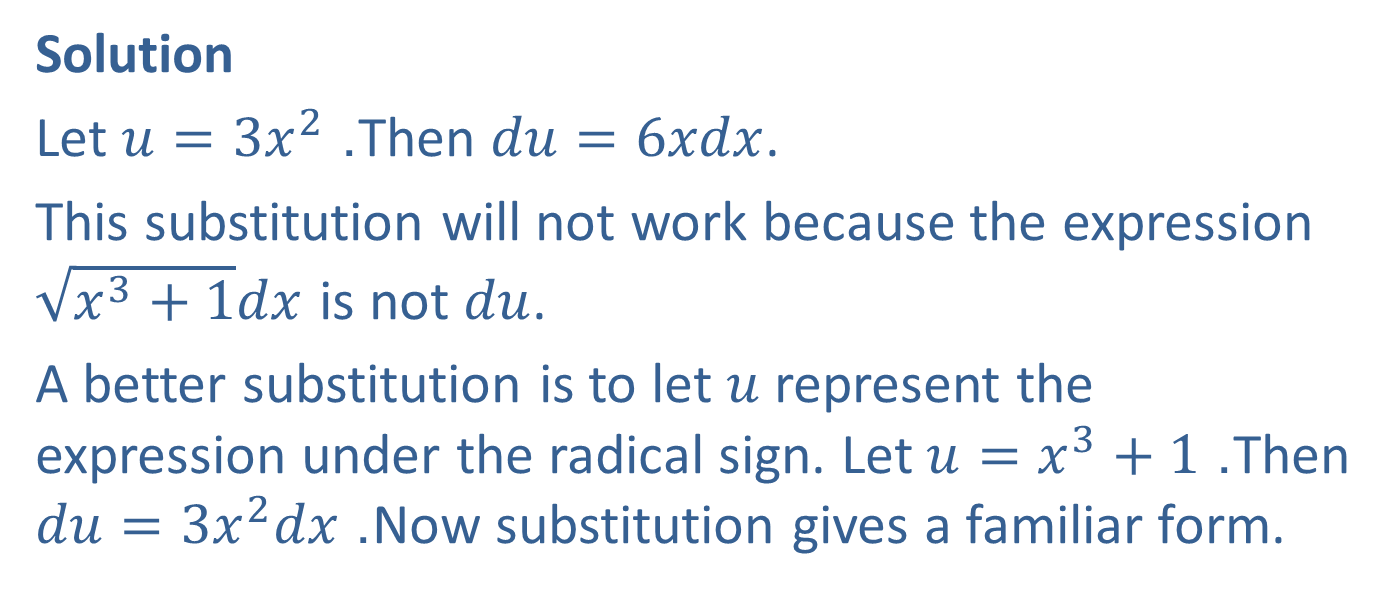 Solution
Let 𝑢 = 3𝑥² .Then 𝑑𝑢 = 6𝑥𝑑𝑥.
This substitution will not work because the expression
√(𝑥³ + 1)𝑑𝑥 is not 𝑑𝑢.
A better substitution is to let 𝑢 represent the
expression under the radical sign. Let 𝑢 = 𝑥³ + 1 .Then
𝑑𝑢 = 3𝑥²𝑑𝑥 .Now substitution gives a familiar form.